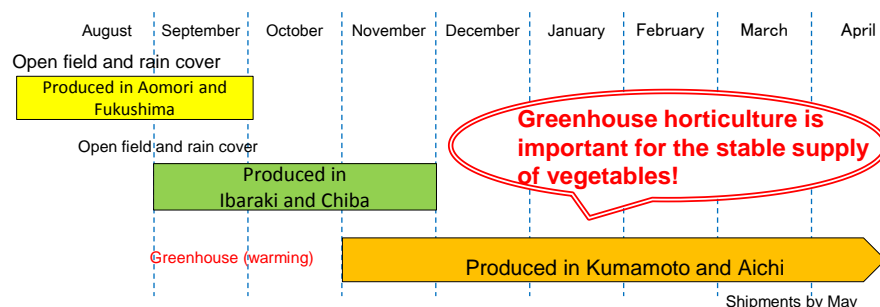 August September October November December January February March April
Open field and rain cover
Produced in Aomori and
Fukushima
Greenhouse horticulture is
important for the stable supply
of vegetables!
Open field and rain cover
Produced in
Ibaraki and Chiba
Greenhouse (warming)
Produced in Kumamoto and Aichi
Shipments by May